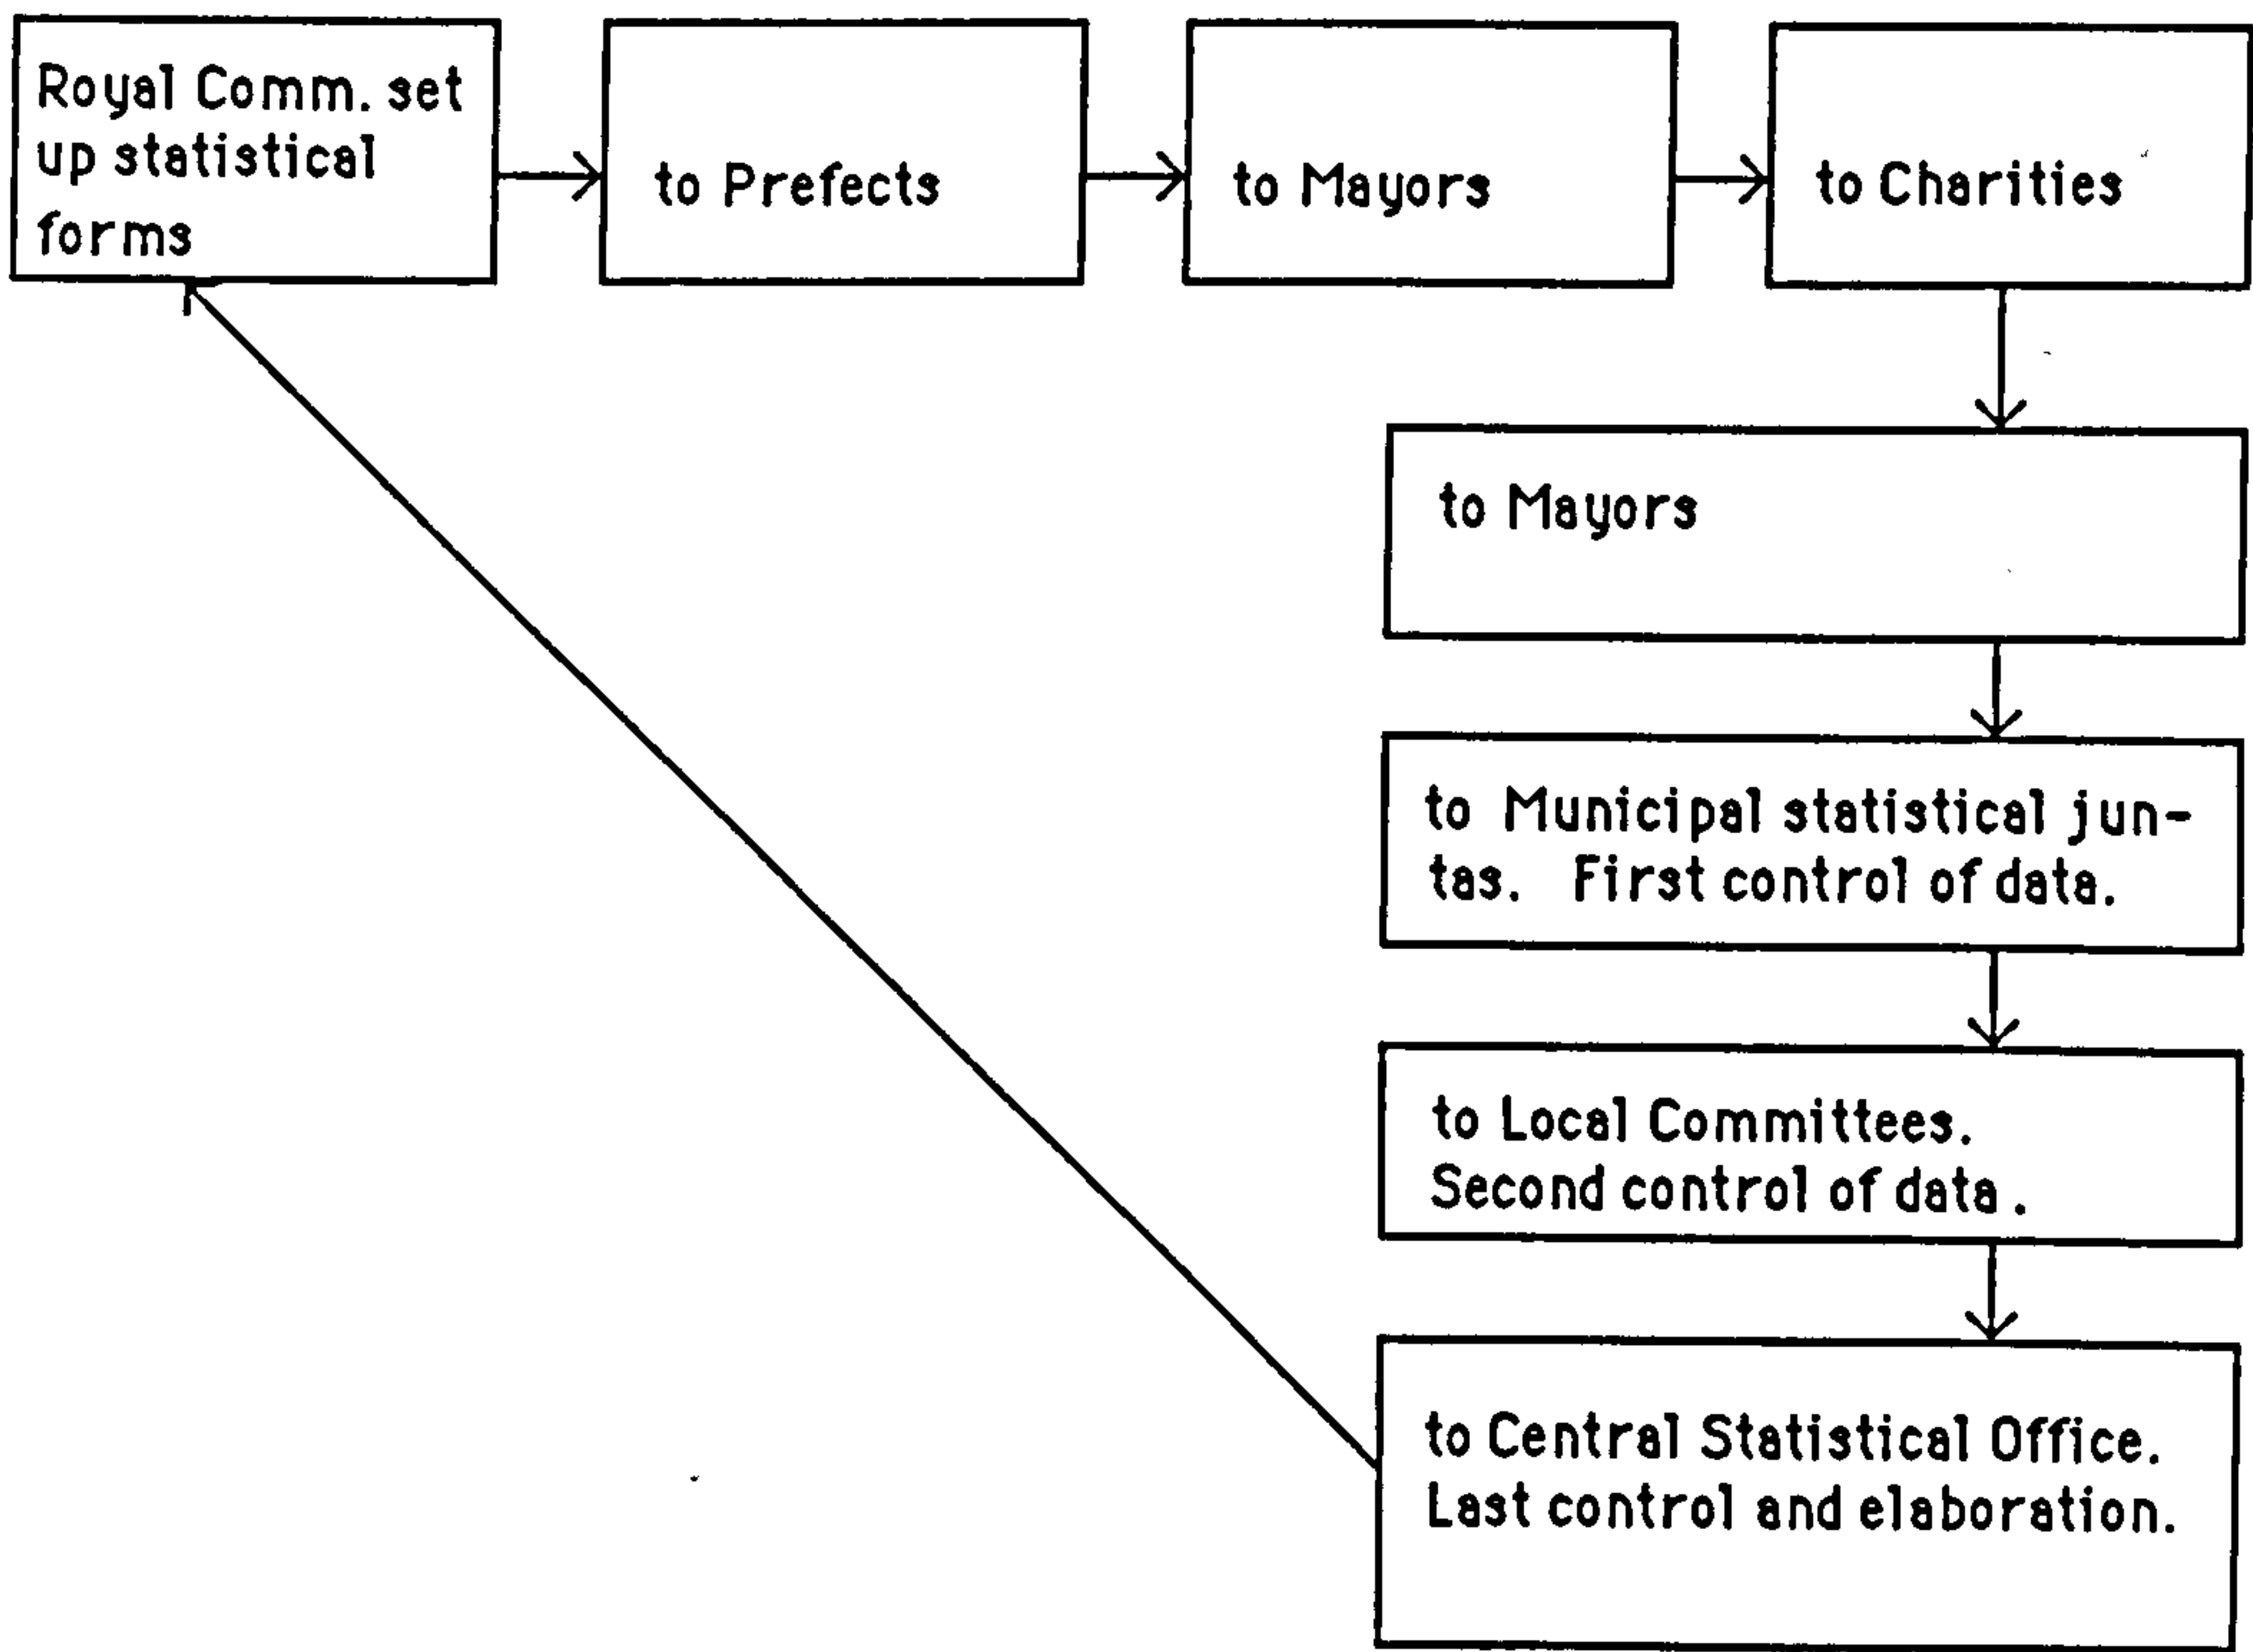 Royal Comm. set
up statistical
forms
to Prefects
to Mayors
to Charities
to Mayors
to Municipal statistical jun-
tas. First control of data.
to Local Committees.
Second control of data .
to Central Statistical Office.
Last control and elaboration.